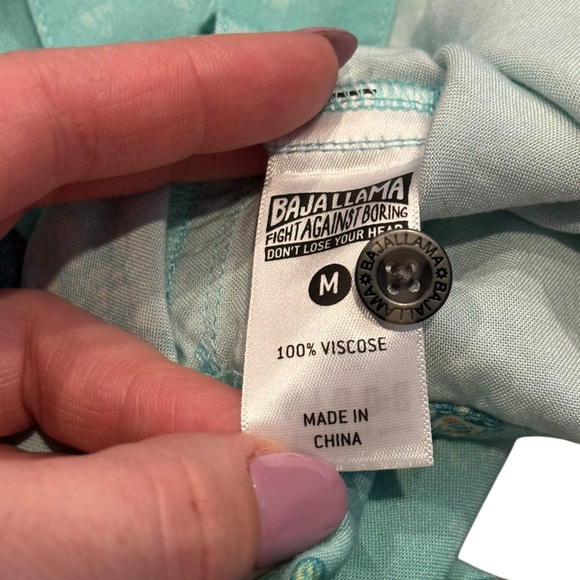 BAJALLAMA
FIGHT AGAINST BORING
DON'T LOSE YOUR HEAD
M
BAJALLAMA BAJALLAMA
100% VISCOSE
MADE IN
CHINA